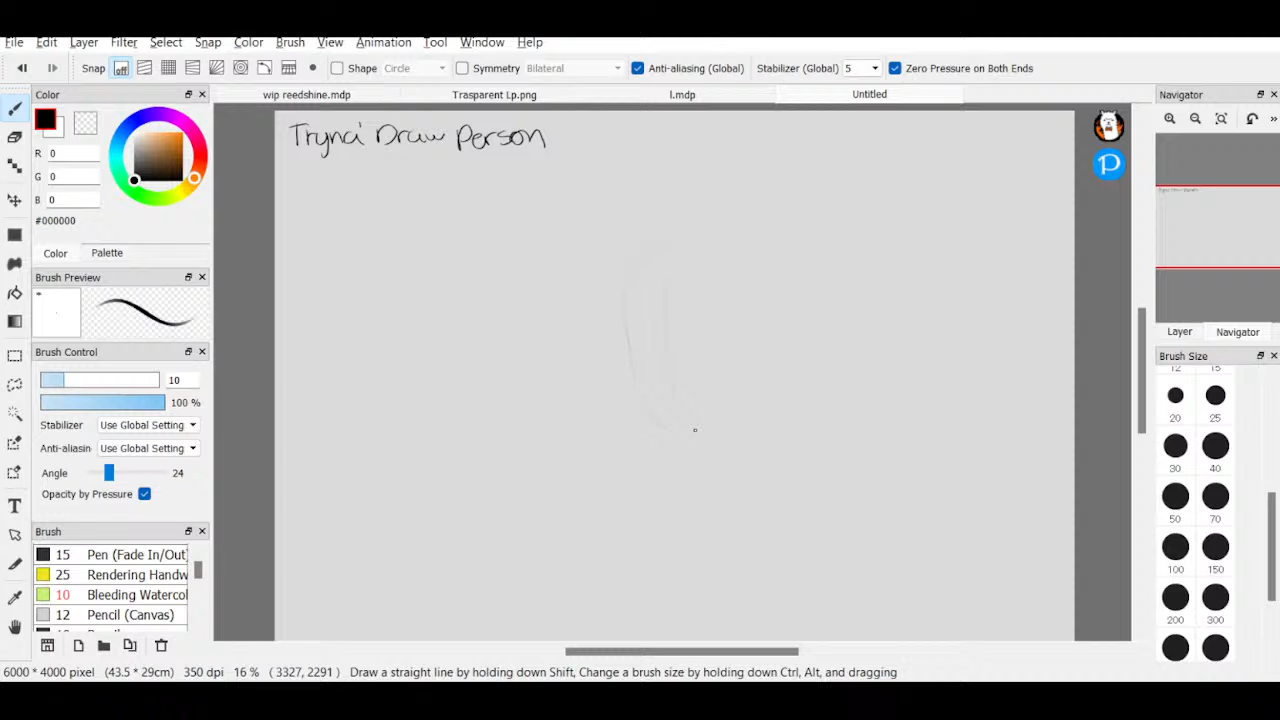 File Edit Layer Filter Select Snap Color Brush View Animation Tool Window Help
Snap off Shape Circle Symmetry Bilateral Anti-aliasing (Global) Stabilizer (Global) 5 Zero Pressure on Both Ends
Color wip reedshine.mdp Trasparent Lp.png l.mdp Untitled Navigator
Tryna Draw Person
R 0
G 0
B 0
#000000
Color Palette
Brush Preview
Layer Navigator
Brush Control
Brush Size
12 15
10
20 25
100 %
Stabilizer Use Global Setting
Anti-aliasin Use Global Setting
30 40
Angle 24
Opacity by Pressure
50 70
Brush
15 Pen (Fade In/Out)
25 Rendering Handw
100 150
10 Bleeding Watercol
12 Pencil (Canvas)
200 300
6000 * 4000 pixel (43.5 * 29cm) 350 dpi 16 % ( 3327, 2291 ) Draw a straight line by holding down Shift, Change a brush size by holding down Ctrl, Alt, and dragging